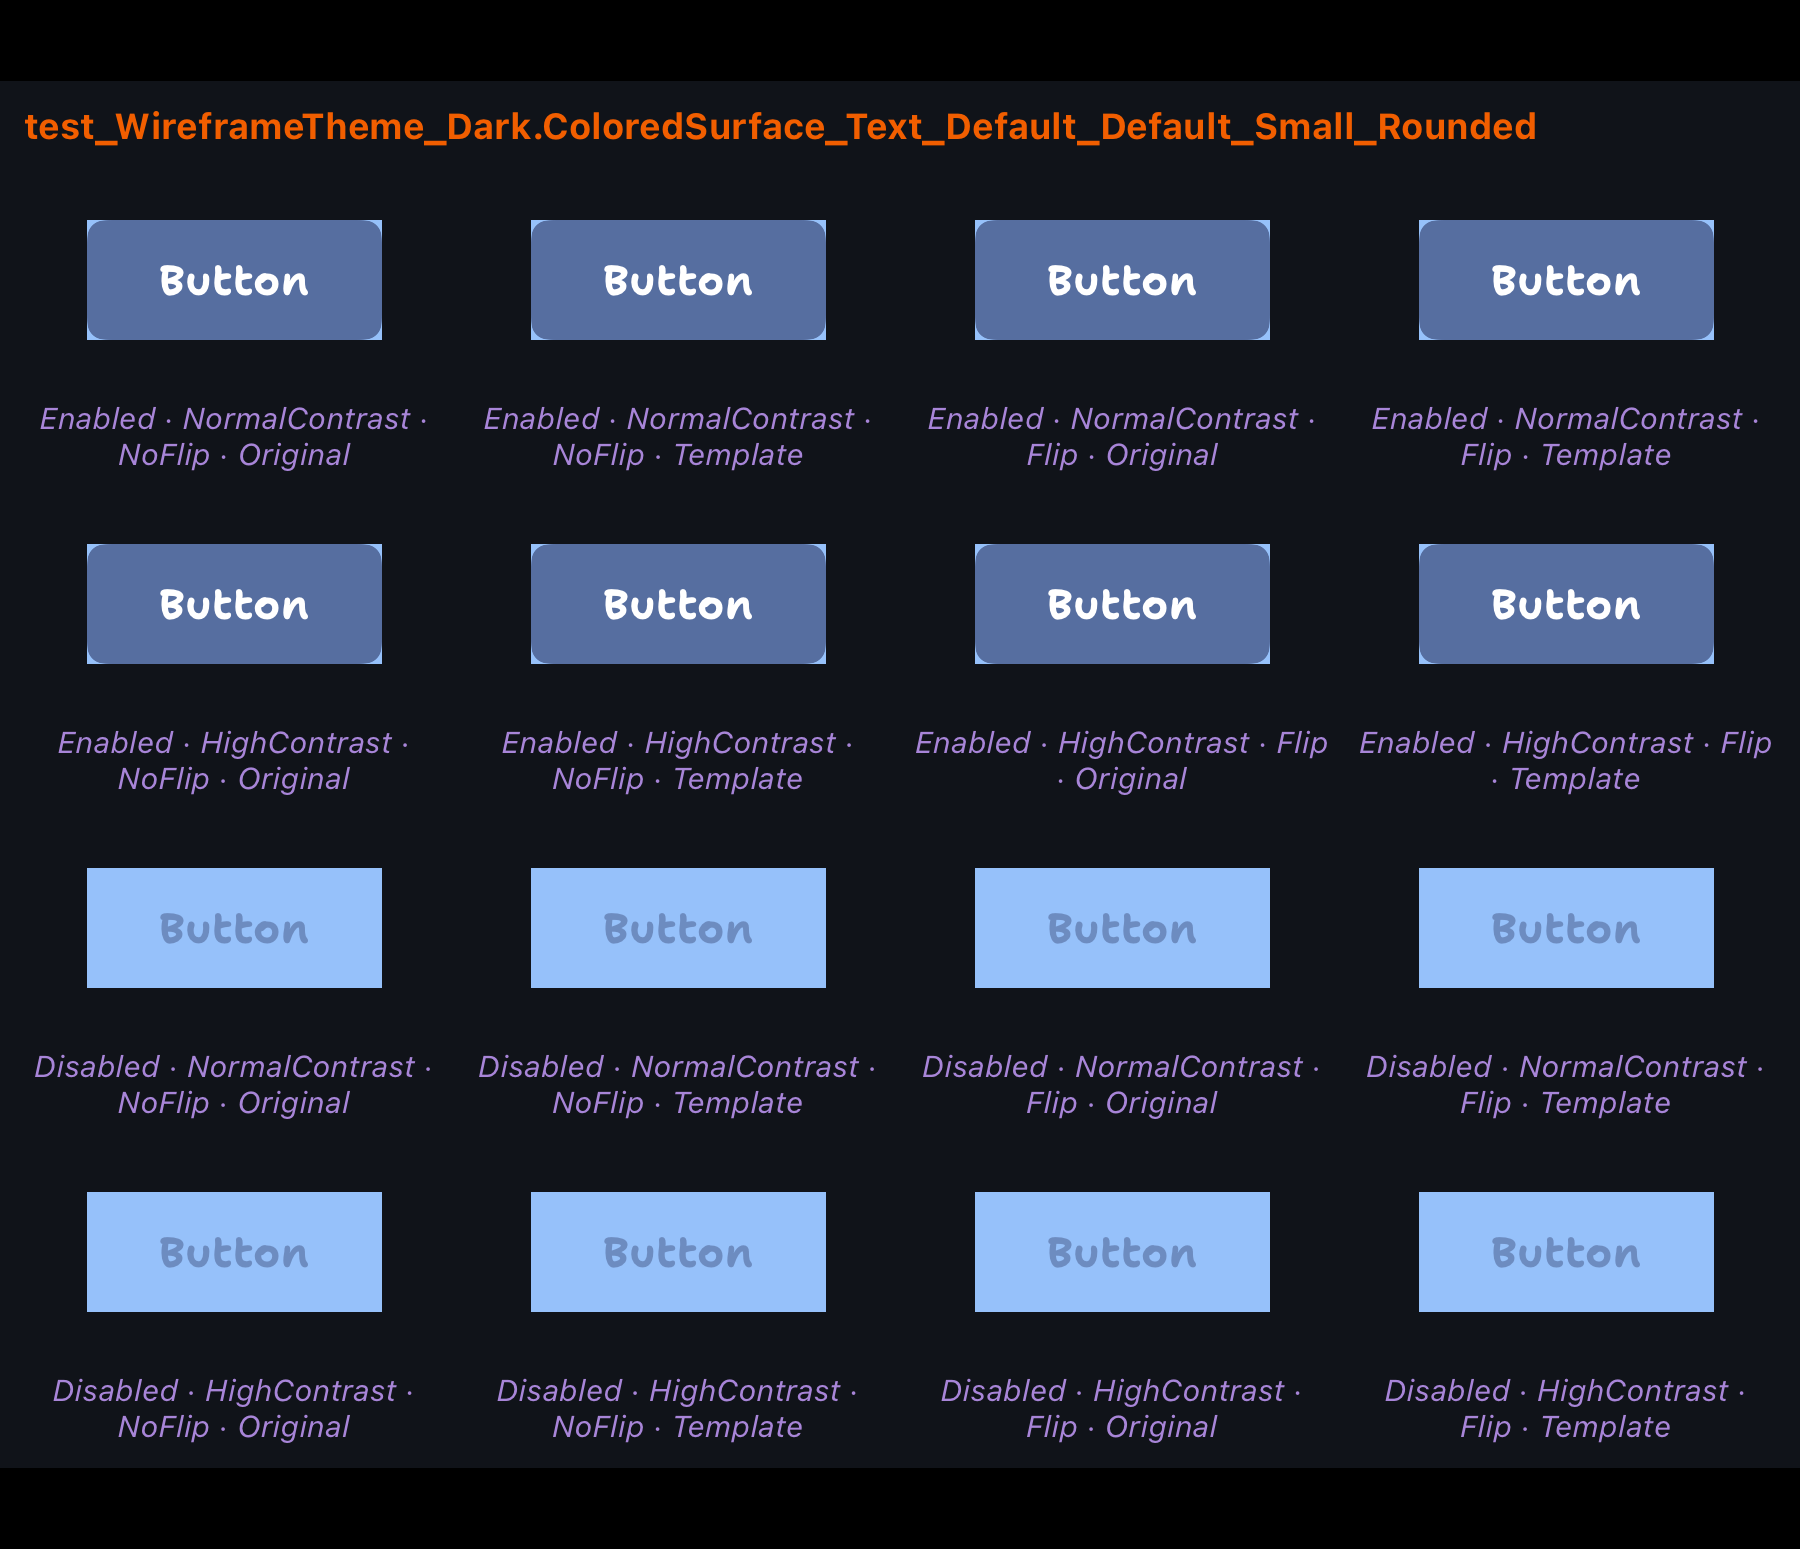 test_WireframeTheme_Dark.ColoredSurface_Text_Default_Default_Small_Rounded
Button
Button
Button
Button
Enabled · NormalContrast ·
NoFlip · Original
Enabled · NormalContrast ·
NoFlip · Template
Enabled · NormalContrast ·
Flip · Original
Enabled · NormalContrast ·
Flip · Template
Button
Button
Button
Button
Enabled · HighContrast ·
NoFlip · Original
Enabled · HighContrast ·
NoFlip · Template
Enabled · HighContrast · Flip
· Original
Enabled · HighContrast · Flip
· Template
Button
Button
Button
Button
Disabled · NormalContrast ·
NoFlip · Original
Disabled · NormalContrast ·
NoFlip · Template
Disabled · NormalContrast ·
Flip · Original
Disabled · NormalContrast ·
Flip · Template
Button
Button
Button
Button
Disabled · HighContrast ·
NoFlip · Original
Disabled · HighContrast ·
NoFlip · Template
Disabled · HighContrast ·
Flip · Original
Disabled · HighContrast ·
Flip · Template